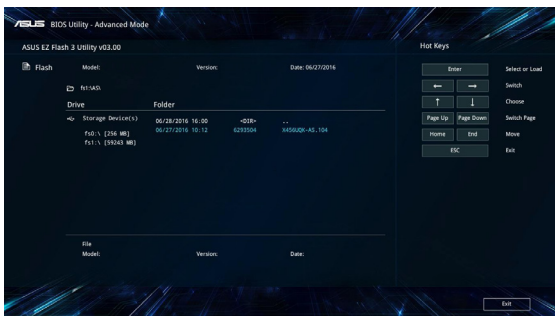 ASUS BIOS Utility - Advanced Mode
ASUS EZ Flash 3 Utility v03.00
Hot Keys
Flash Model: Version: Date: 06/27/2016
fs1:\AS\
Drive Folder
Storage Device(s) 06/28/2016 16:00 <DIR> ..
fs0:\ [256 MB] 06/27/2016 10:12 6293504 X456UQK-AS.104
fs1:\ [59243 MB]
File
Model: Version: Date:
Enter Select or Load
← → Switch
↑ ↓ Choose
Page Up Page Down Switch Page
Home End Move
ESC Exit
Exit